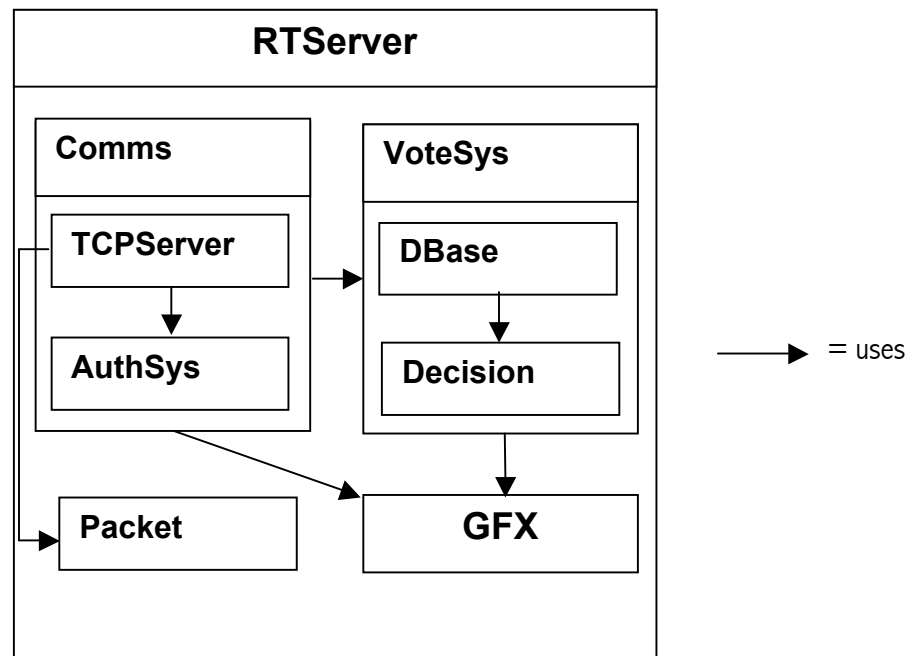 RTServer
Comms
VoteSys
TCPServer
DBase
AuthSys
Decision
= uses
Packet
GFX